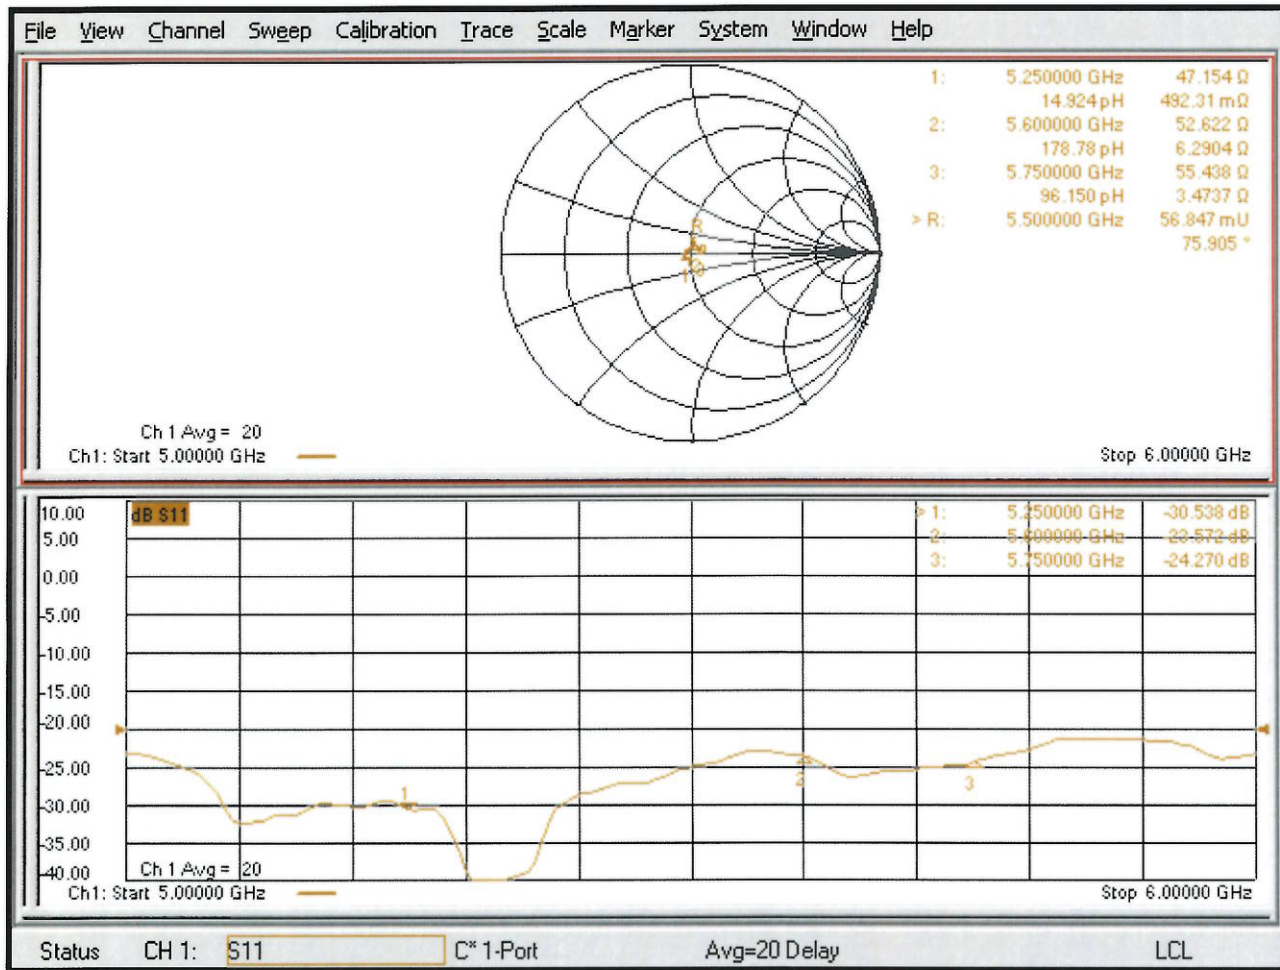 File View Channel Sweep Calibration Trace Scale Marker System Window Help
1: 5.250000 GHz 47.154 Ω
14.924 pH 492.31 mΩ
2: 5.600000 GHz 52.622 Ω
178.78 pH 6.2904 Ω
3: 5.750000 GHz 55.438 Ω
96.150 pH 3.4737 Ω
> R: 5.500000 GHz 56.847 mU
75.905 °
R
1
Ch 1 Avg = 20
Ch1: Start 5.00000 GHz Stop 6.00000 GHz
10.00 dB S11 > 1: 5.250000 GHz -30.538 dB
5.00 2: 5.600000 GHz -23.572 dB
0.00 3: 5.750000 GHz -24.270 dB
-5.00
-10.00
-15.00
-20.00
-25.00 2 3
-30.00 1
-35.00
-40.00 Ch 1 Avg = 20
Ch1: Start 5.00000 GHz Stop 6.00000 GHz
Status CH 1: S11 C* 1-Port Avg=20 Delay LCL